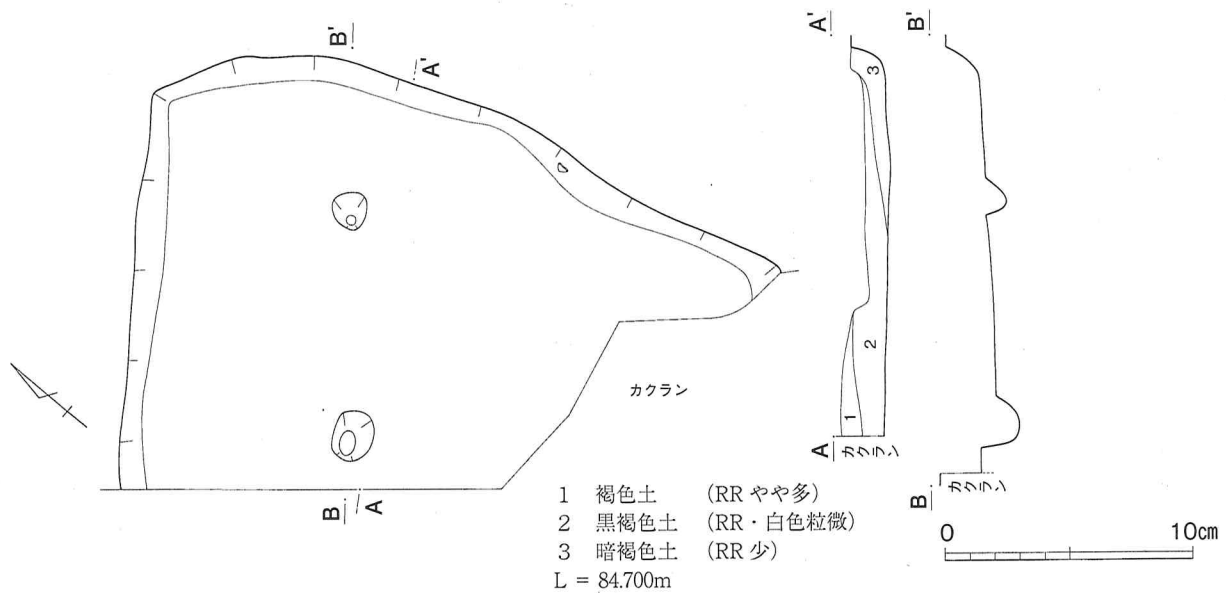 B'
A'
カクラン
B
A
A'
3
2
1
A
カクラン
B'
B
カクラン
1 褐色土 (RR やや多)
2 黒褐色土 (RR・白色粒微)
3 暗褐色土 (RR 少)
L = 84.700m
0 10cm